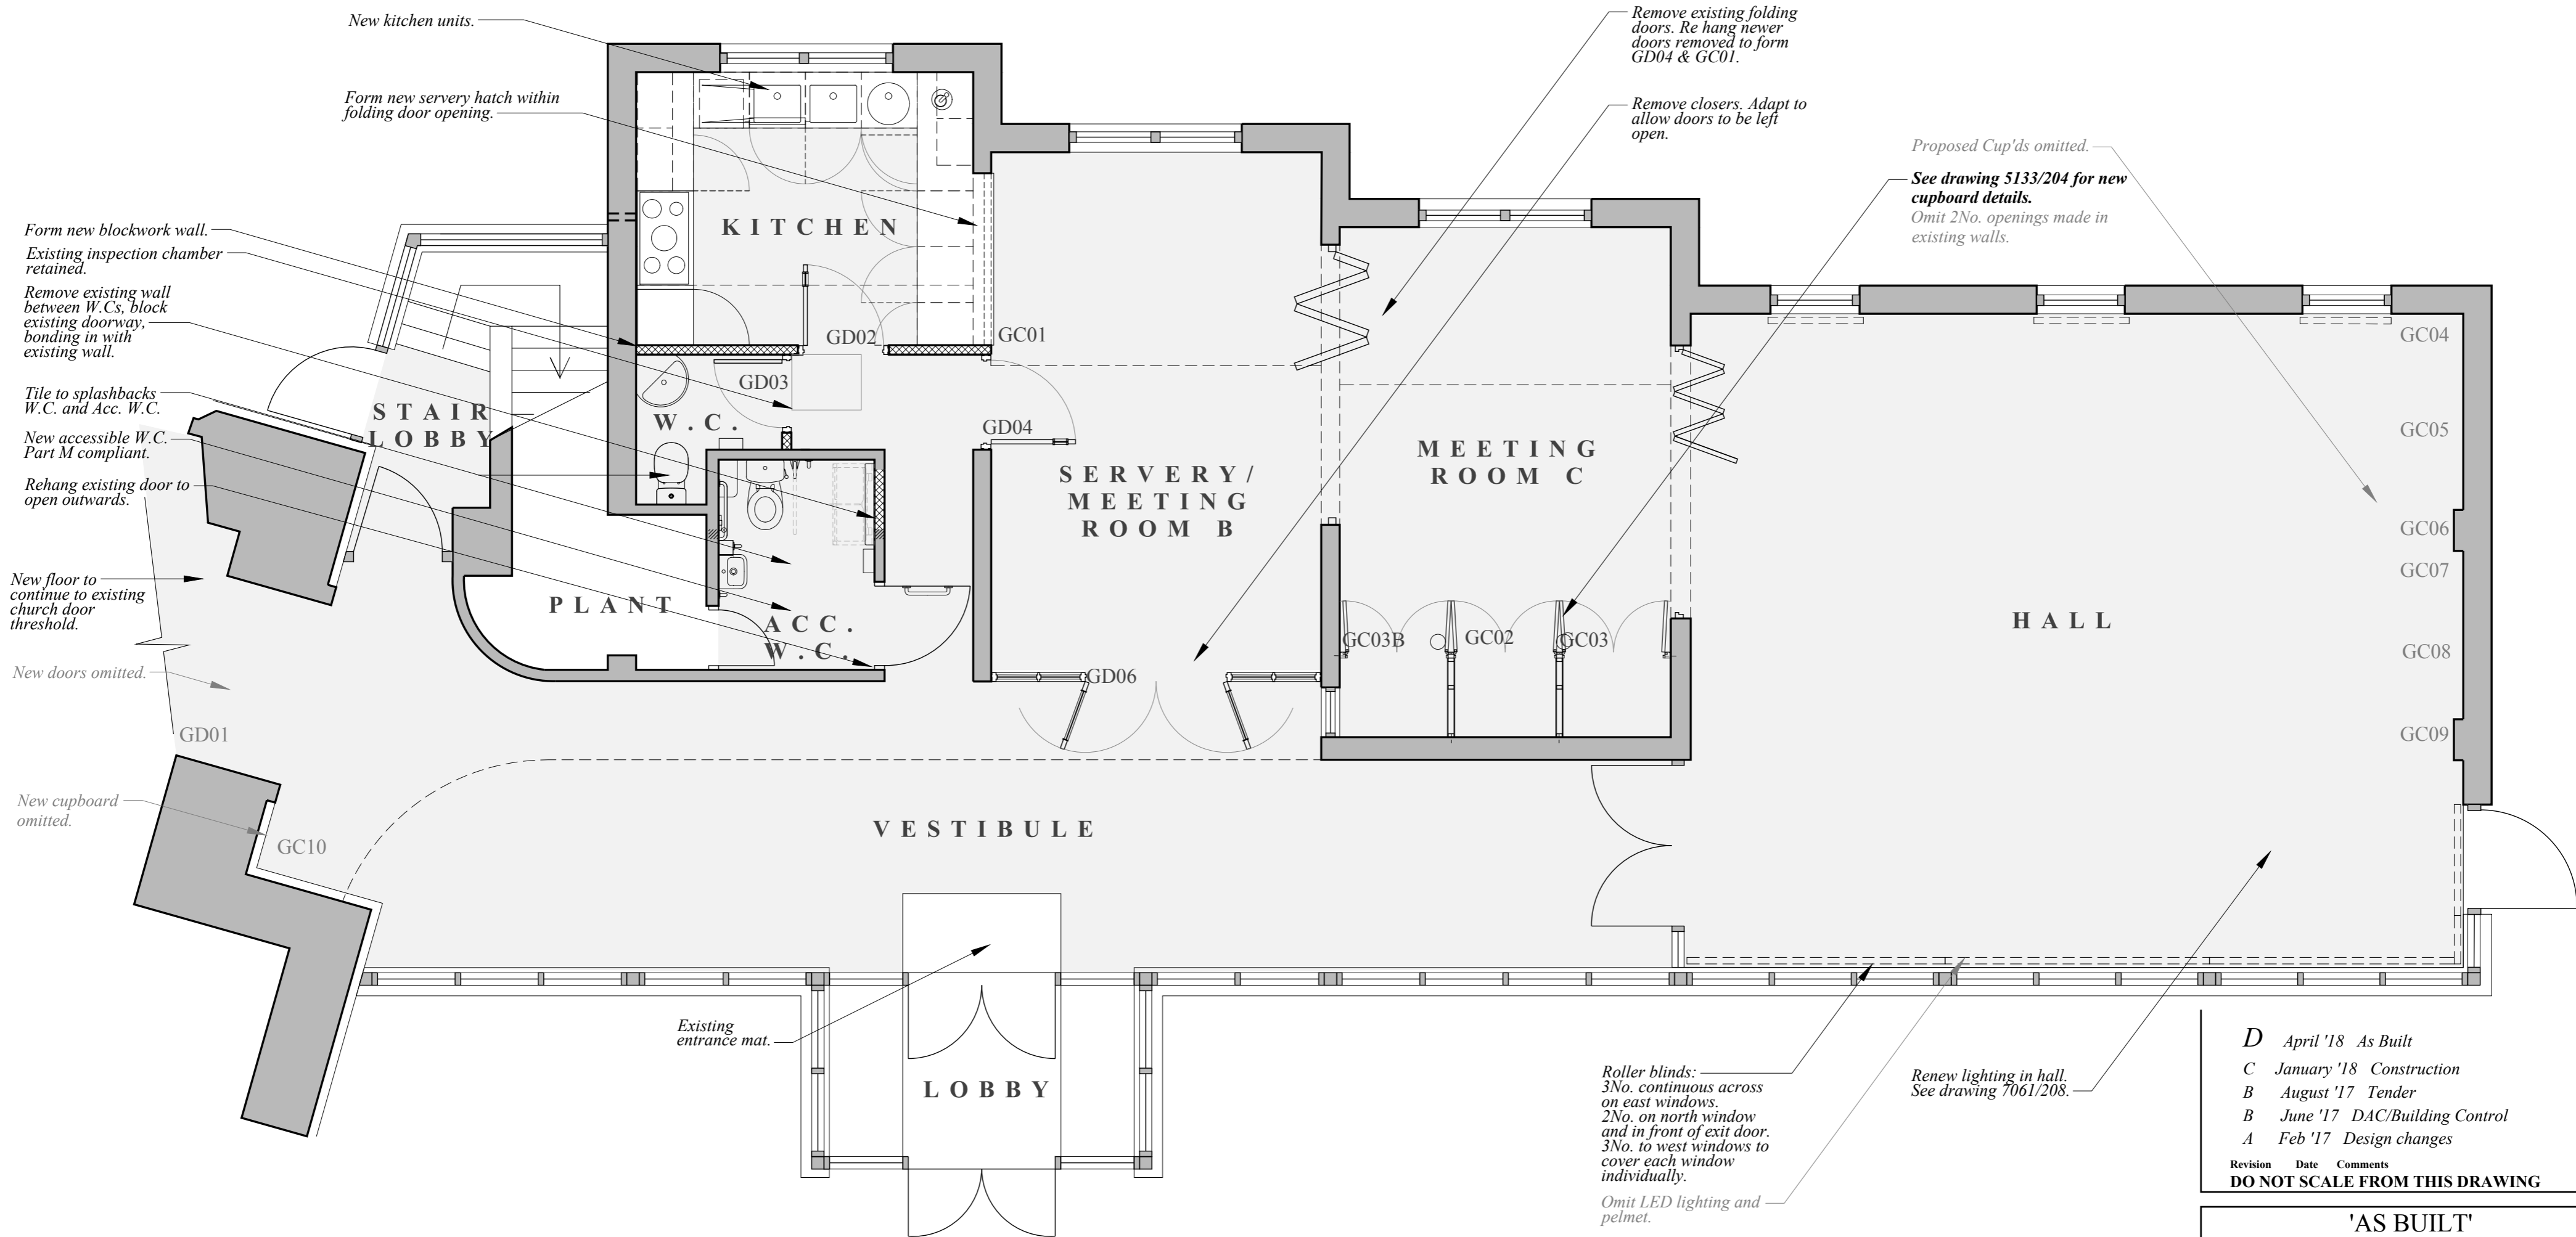 New kitchen units.
Form new servery hatch within
folding door opening.
Form new blockwork wall.
Existing inspection chamber
retained.
Remove existing wall
between W.Cs, block
existing doorway,
bonding in with
existing wall.
Tile to splashbacks
W.C. and Acc. W.C.
New accessible W.C.
Part M compliant.
Rehang existing door to
open outwards.
New floor to
continue to existing
church door
threshold.
New doors omitted.
GD01
New cupboard
omitted.
GC10
STAIR
LOBBY
PLANT
KITCHEN
GD02
GC01
GD03
W.C.
GD04
ACC.
W.C.
SERVERY/
MEETING
ROOM B
GD06
MEETING
ROOM C
GC03B
GC02
GC03
Remove existing folding
doors. Re hang newer
doors removed to form
GD04 & GC01.
Remove closers. Adapt to
allow doors to be left
open.
Proposed Cup'ds omitted.
See drawing 5133/204 for new
cupboard details.
Omit 2No. openings made in
existing walls.
GC04
GC05
GC06
GC07
GC08
GC09
HALL
VESTIBULE
Existing
entrance mat.
LOBBY
Roller blinds:
3No. continuous across
on east windows.
2No. on north window
and in front of exit door.
3No. to west windows to
cover each window
individually.
Omit LED lighting and
pelmet.
Renew lighting in hall.
See drawing 7061/208.
D April '18 As Built
C January '18 Construction
B August '17 Tender
B June '17 DAC/Building Control
A Feb '17 Design changes
Revision Date Comments
DO NOT SCALE FROM THIS DRAWING
'AS BUILT'